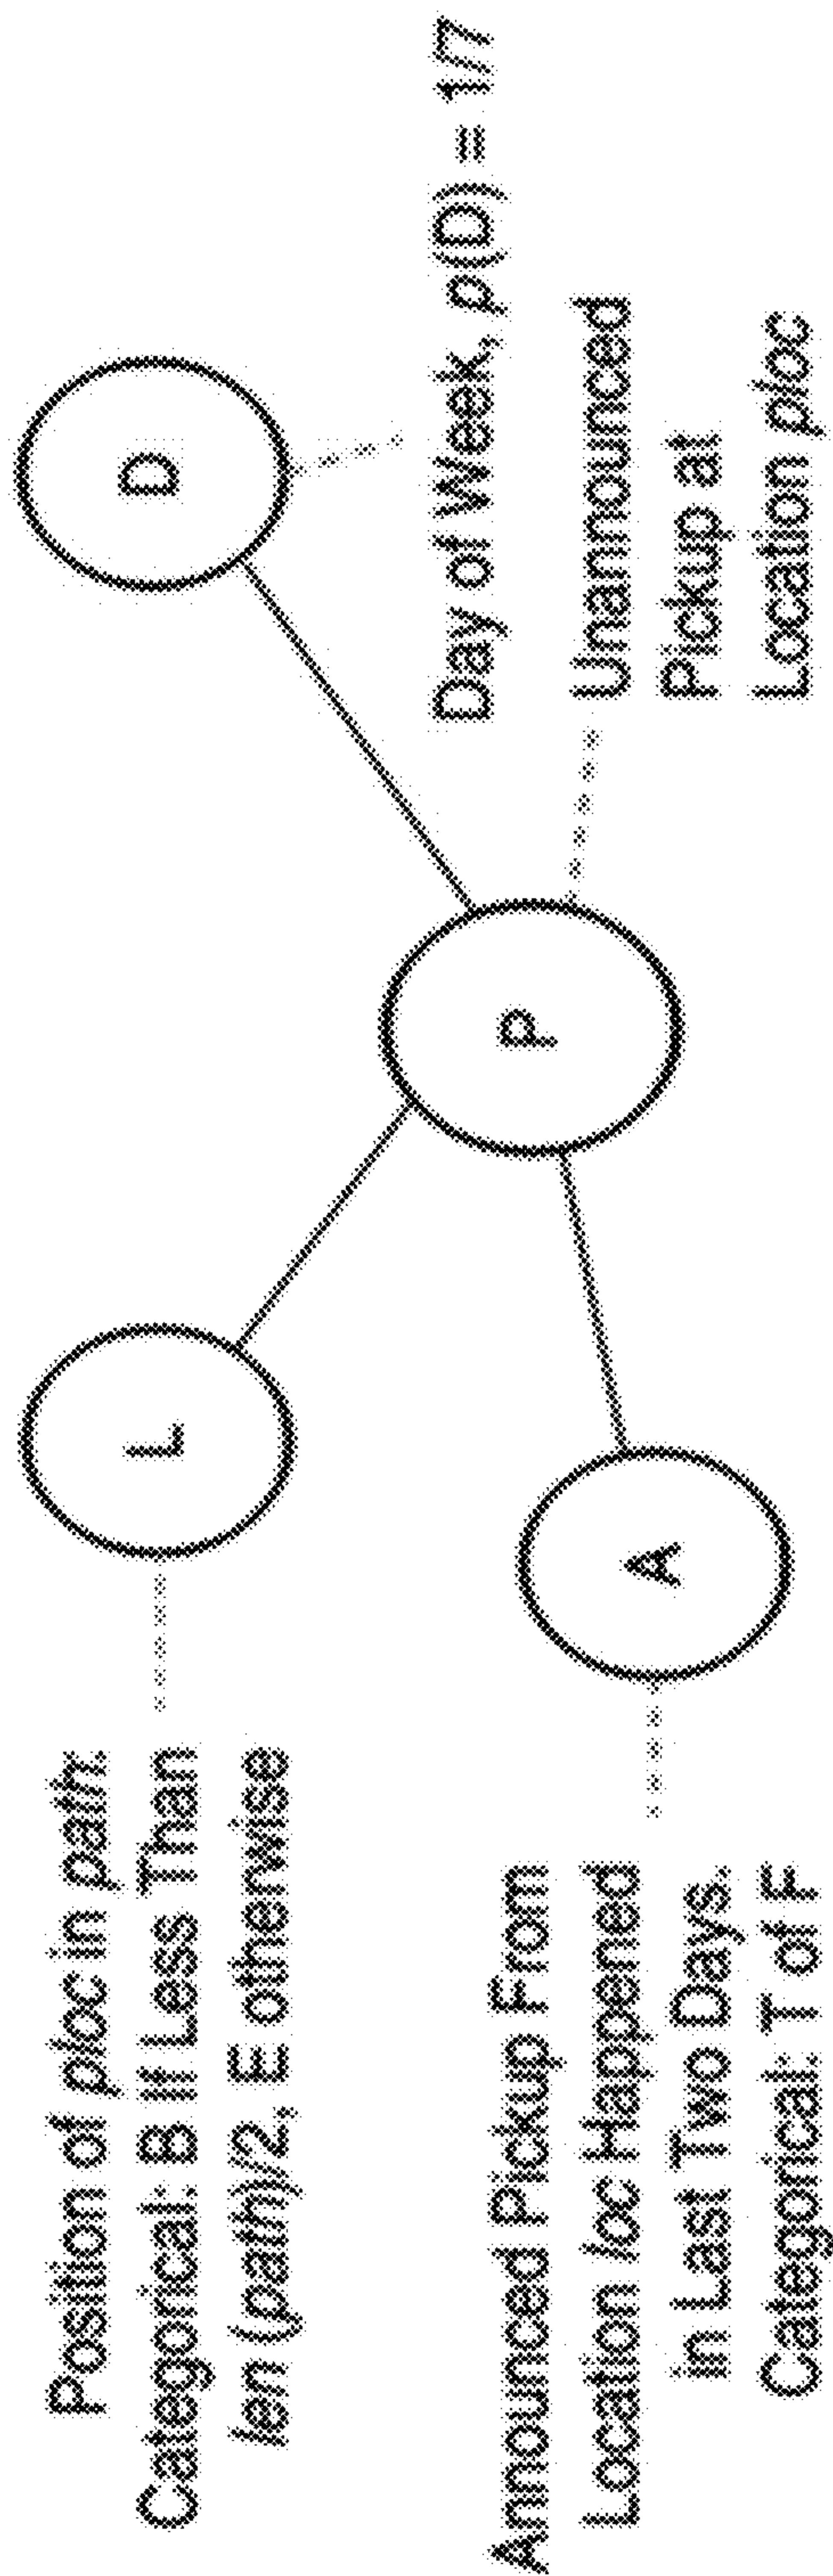 Position of ploc in path.
Categorical: B If Less Than
len (path)/2, E otherwise
L
D
Day of Week, p(D) = 1/7
P
Unannounced
Pickup at
Location ploc
A
Announced Pickup From
Location loc Happened
in Last Two Days.
Categorical: T of F